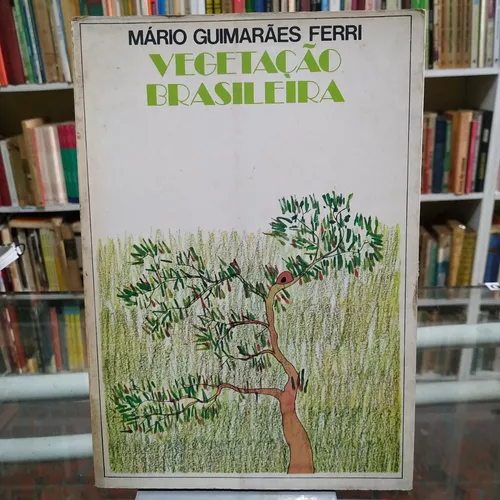 MÁRIO GUIMARÃES FERRI
VEGETAÇÃO
BRASILEIRA